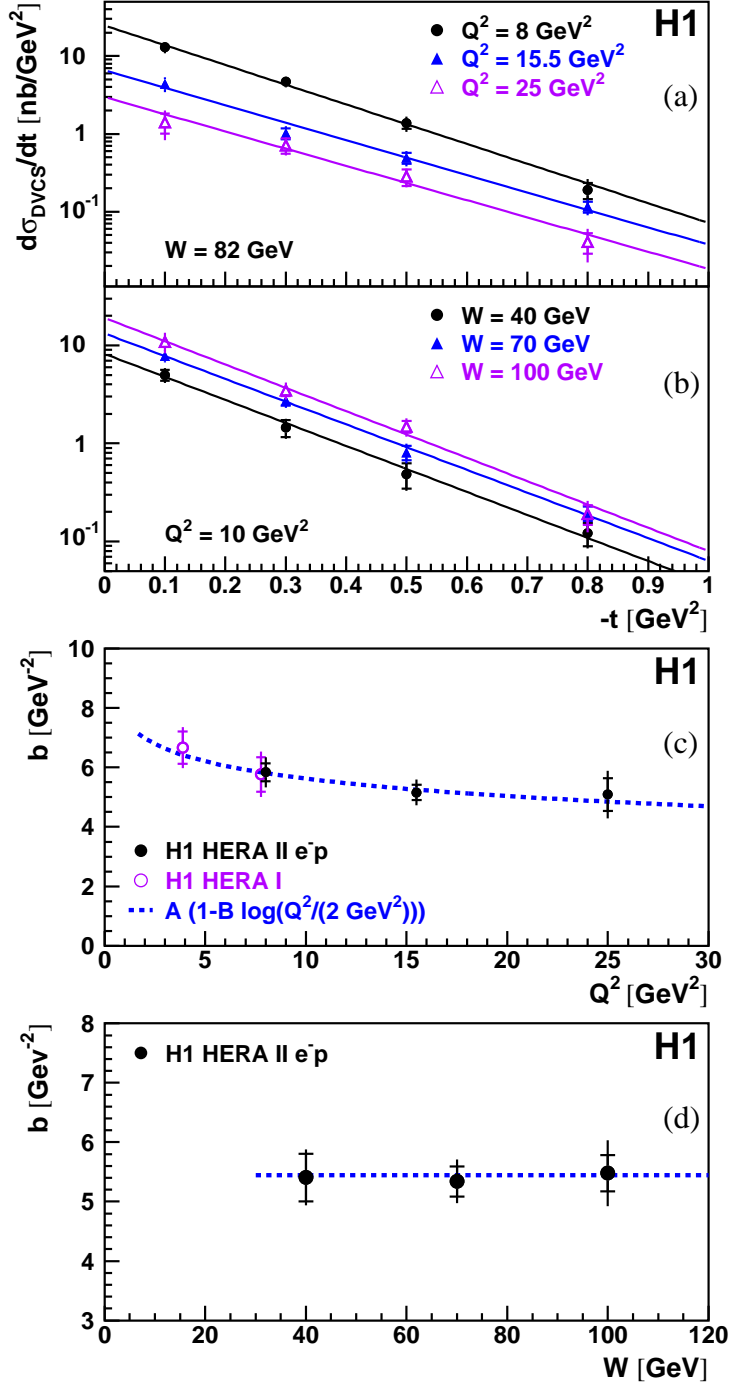 H1
Q² = 8 GeV²
Q² = 15.5 GeV²
Q² = 25 GeV²
(a)
dσDVCS/dt [nb/GeV²]
10
1
10⁻¹
W = 82 GeV
W = 40 GeV
W = 70 GeV
W = 100 GeV
(b)
10
1
10⁻¹
Q² = 10 GeV²
0 0.1 0.2 0.3 0.4 0.5 0.6 0.7 0.8 0.9 1
-t [GeV²]
H1
b [GeV⁻²]
10
8
6
4
2
0
(c)
H1 HERA II e⁻p
H1 HERA I
A (1-B log(Q²/(2 GeV²)))
0 5 10 15 20 25 30
Q² [GeV²]
H1
b [Gev⁻²]
8
7
6
5
4
3
H1 HERA II e⁻p
(d)
0 20 40 60 80 100 120
W [GeV]